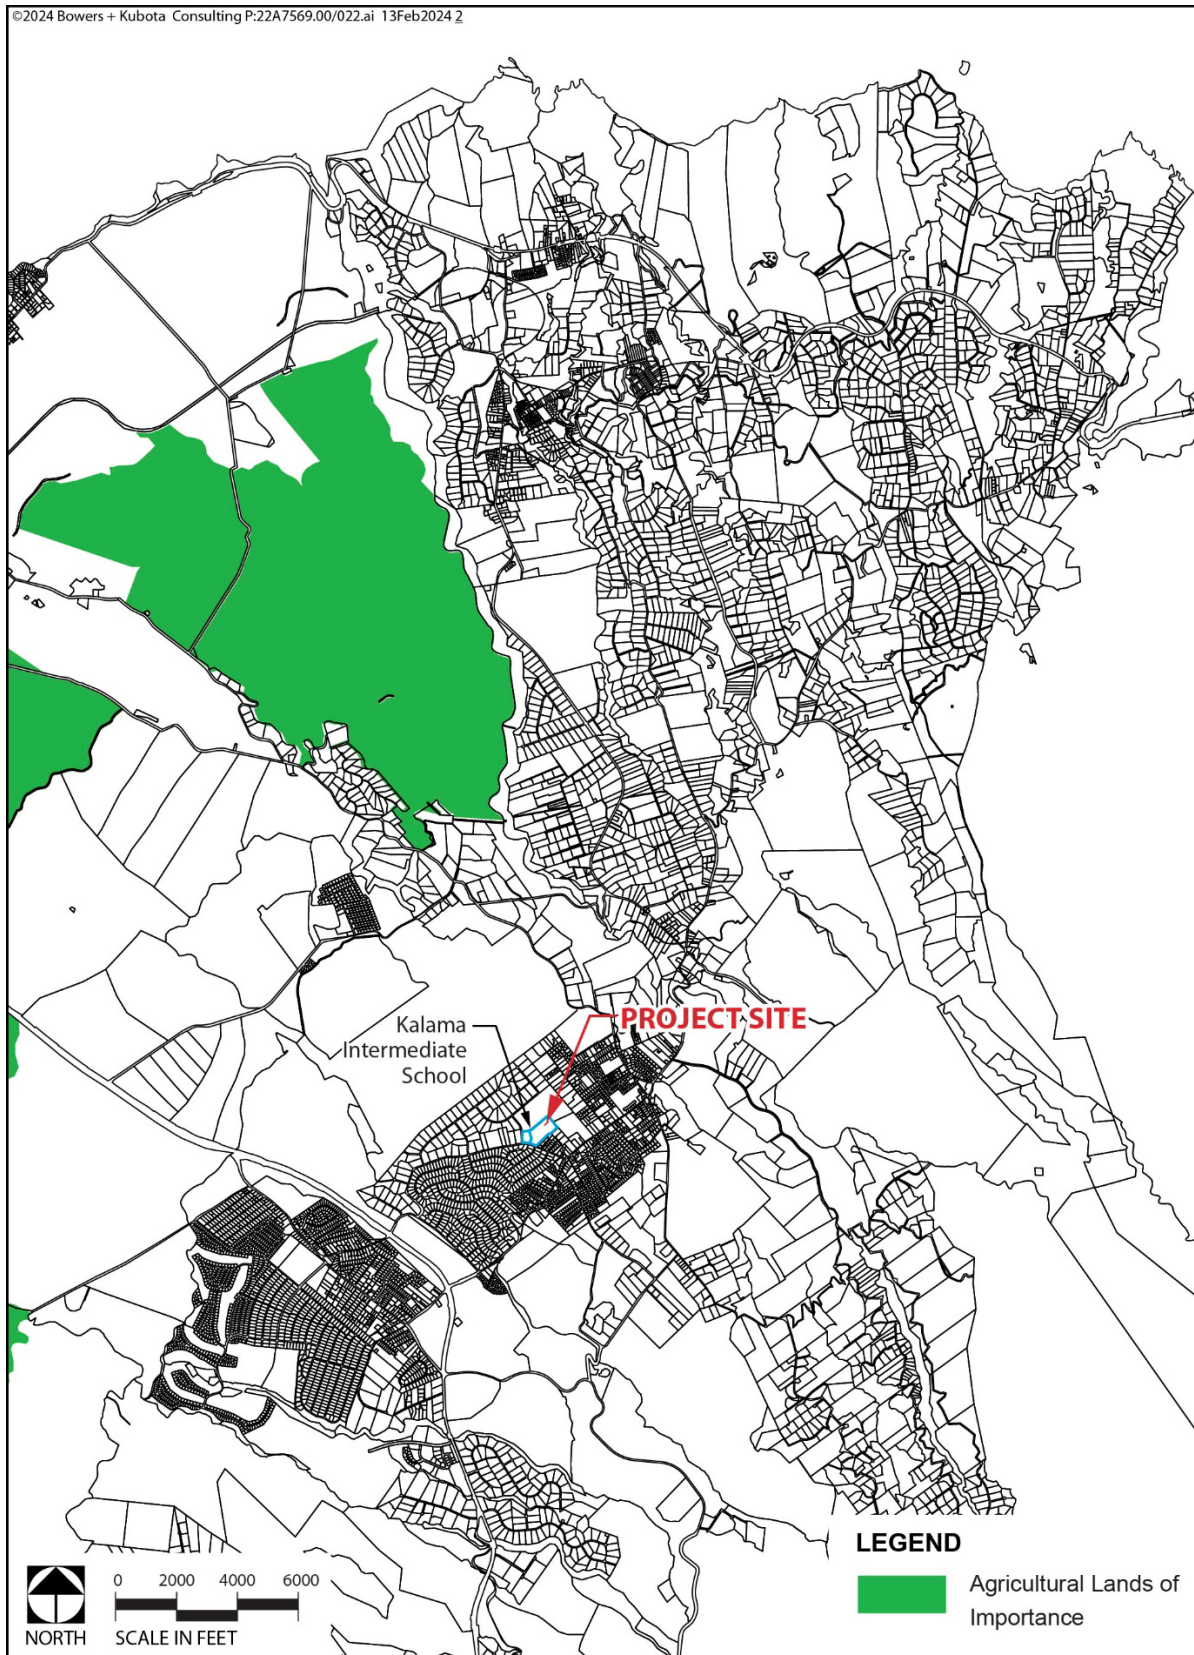 ©2024 Bowers + Kubota Consulting P:22A7569.00/022.ai 13Feb2024 2
PROJECT SITE
Kalama
Intermediate
School
LEGEND
Agricultural Lands of
Importance
0 2000 4000 6000
NORTH
SCALE IN FEET